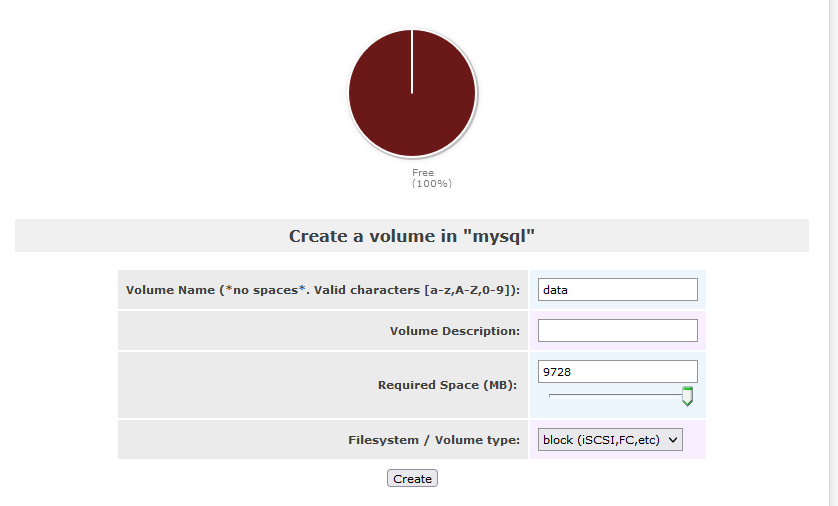 Free
(100%)
Create a volume in "mysql"
Volume Name (*no spaces*. Valid characters [a-z,A-Z,0-9]): data
Volume Description:
Required Space (MB): 9728
Filesystem / Volume type: block (iSCSI,FC,etc)
Create